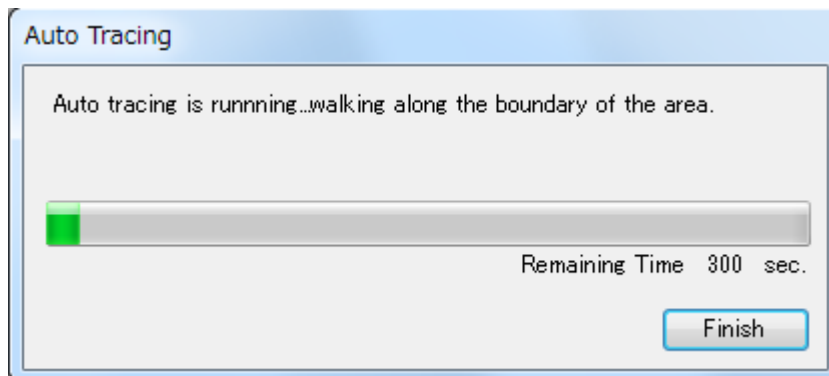 Auto Tracing
Auto tracing is runnning...walking along the boundary of the area.
Remaining Time 300 sec.
Finish